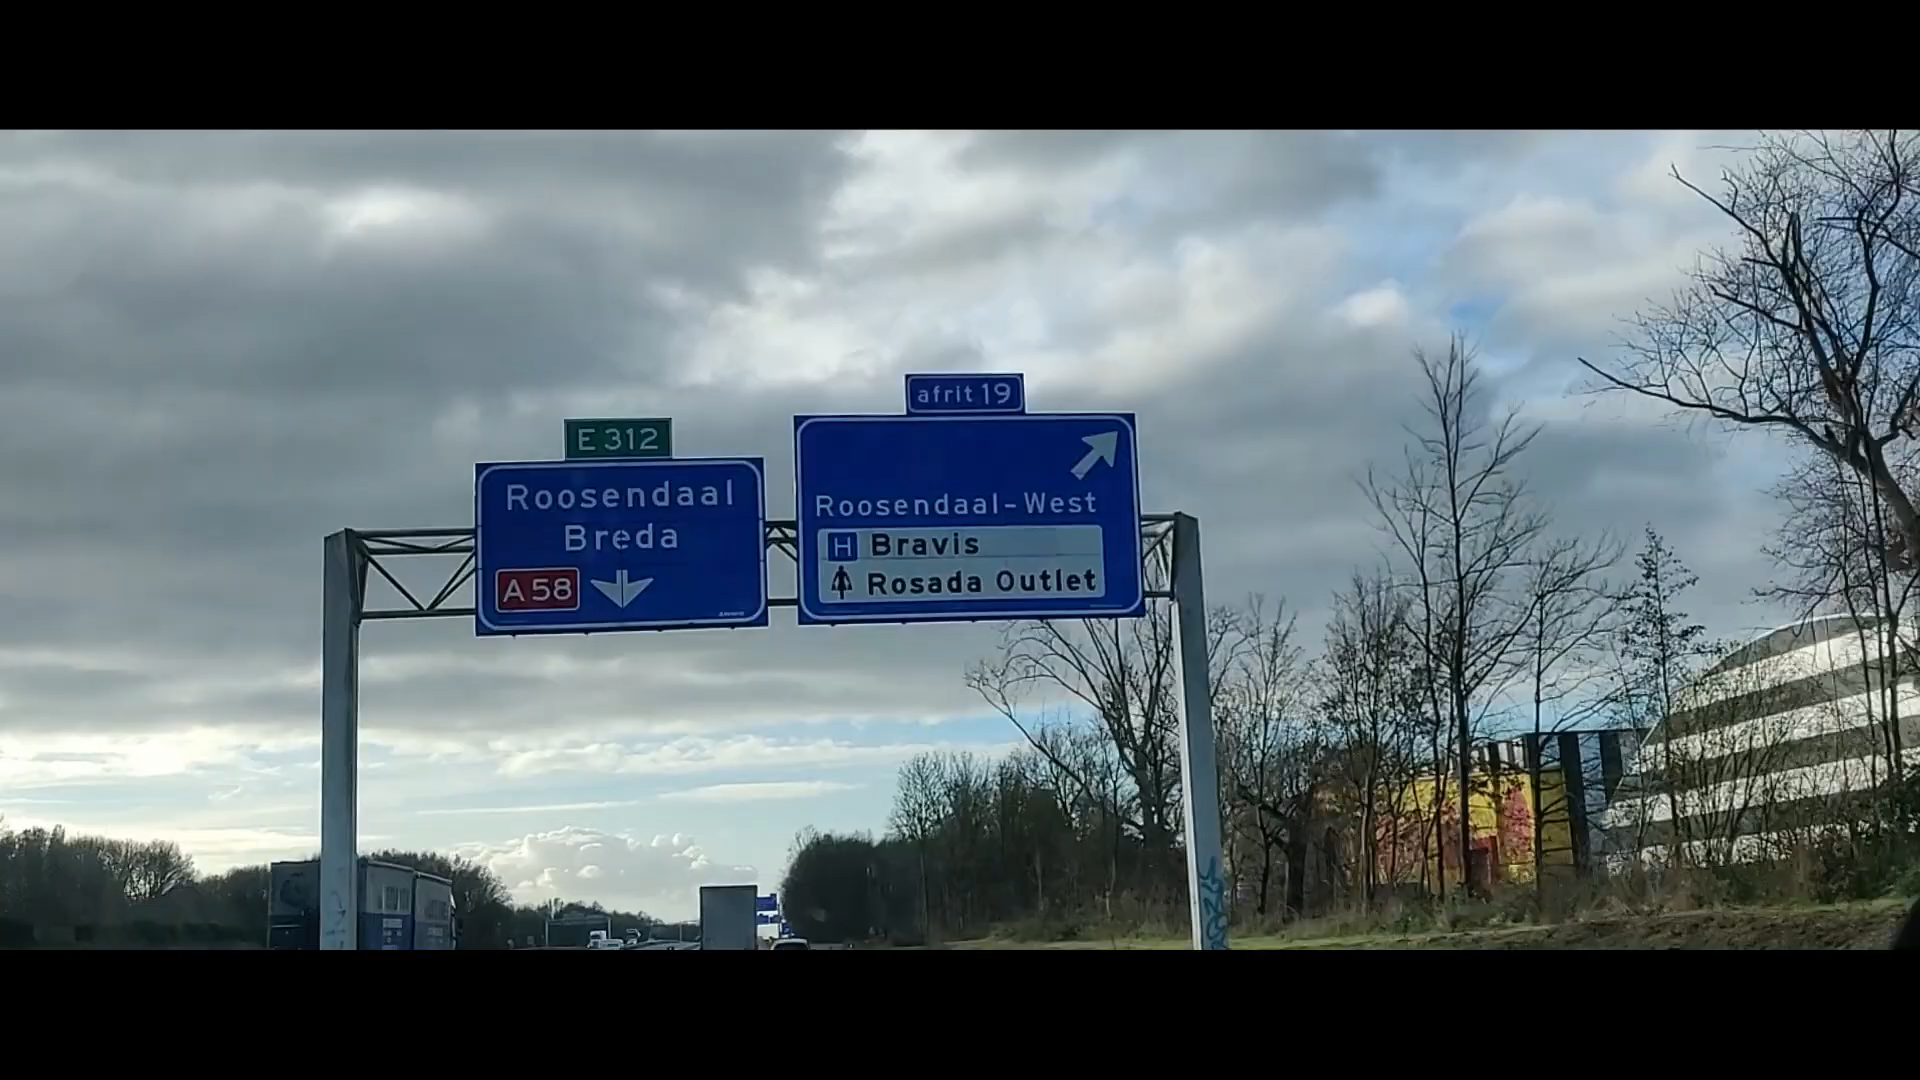 E 312
Roosendaal
Breda
A58
afrit 19
Roosendaal-West
H Bravis
Rosada Outlet